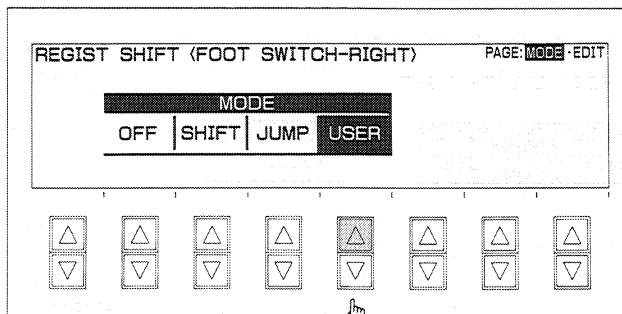 REGIST SHIFT (FOOT SWITCH-RIGHT) PAGE: MODE·EDIT
MODE
OFF SHIFT JUMP USER